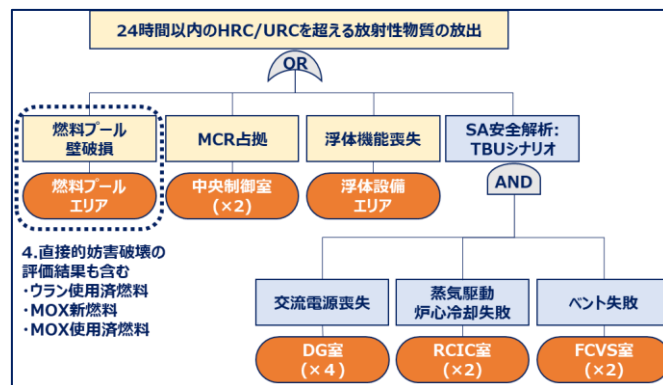 24時間以内のHRC/URCを超える放射性物質の放出
OR
燃料プール
壁破損
MCR占拠
浮体機能喪失
SA安全解析:
TBUシナリオ
燃料プール
エリア
中央制御室
(×2)
浮体設備
エリア
AND
4.直接的妨害破壊の
評価結果も含む
・ウラン使用済燃料
・MOX新燃料
・MOX使用済燃料
交流電源喪失
蒸気駆動
炉心冷却失敗
ベント失敗
DG室
(×4)
RCIC室
(×2)
FCVS室
(×2)